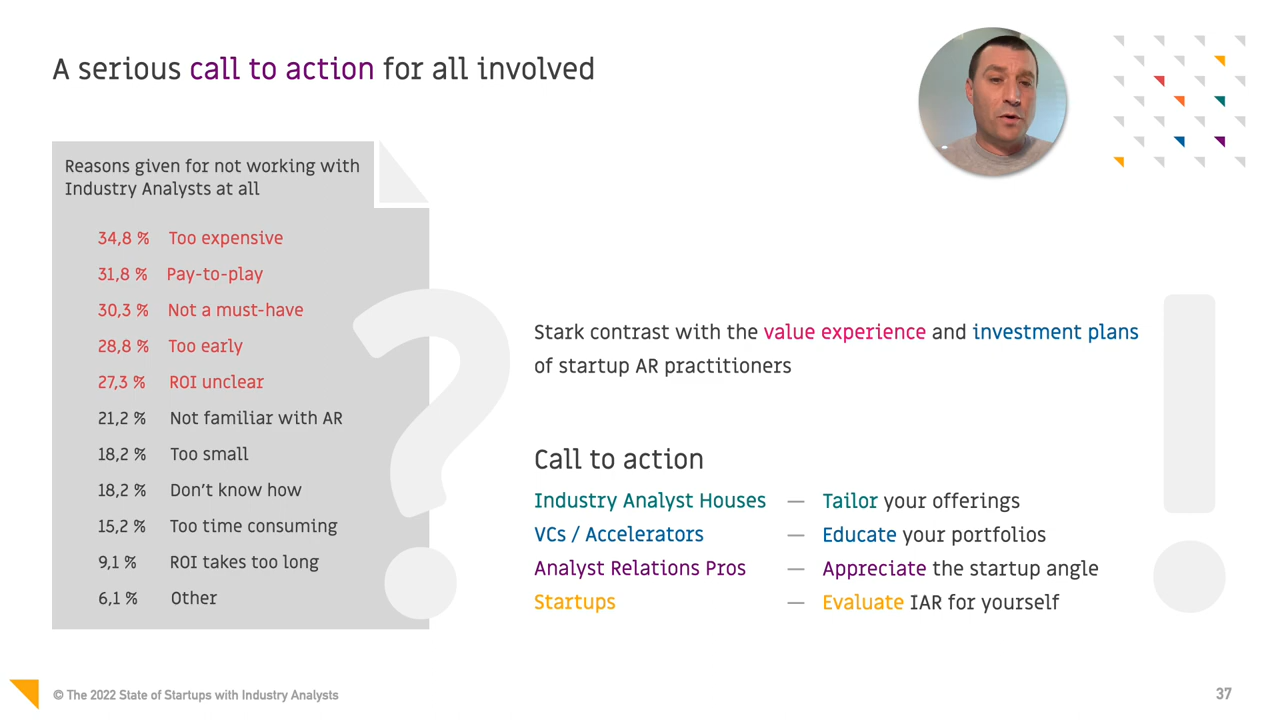 A serious call to action for all involved
Reasons given for not working with
Industry Analysts at all
34,8 % Too expensive
31,8 % Pay-to-play
30,3 % Not a must-have
28,8 % Too early
27,3 % ROI unclear
21,2 % Not familiar with AR
18,2 % Too small
18,2 % Don't know how
15,2 % Too time consuming
9,1 % ROI takes too long
6,1 % Other
?
Stark contrast with the value experience and investment plans
of startup AR practitioners
!
Call to action
Industry Analyst Houses — Tailor your offerings
VCs / Accelerators — Educate your portfolios
Analyst Relations Pros — Appreciate the startup angle
Startups — Evaluate IAR for yourself
© The 2022 State of Startups with Industry Analysts
37